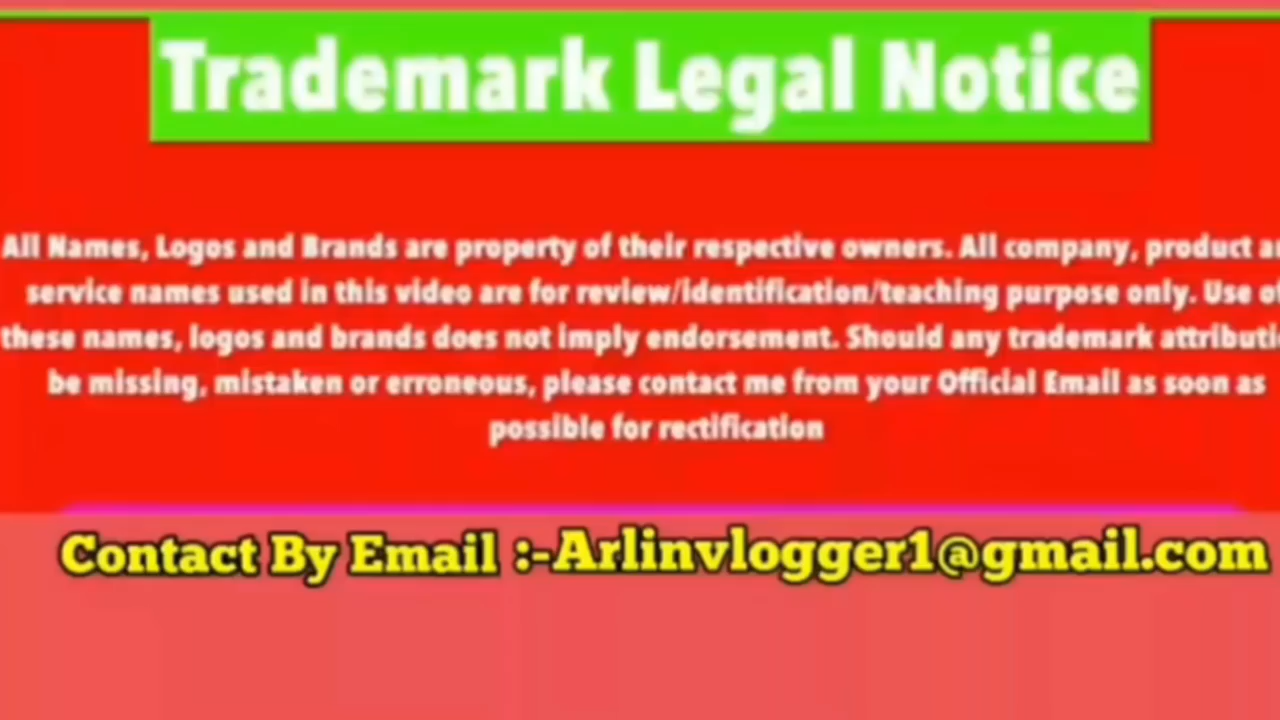 Trademark Legal Notice
All Names, Logos and Brands are property of their respective owners. All company, product
service names used in this video are for review/identification/teaching purpose only. Use
these names, logos and brands does not imply endorsement. Should any trademark
be missing, mistaken or erroneous, please contact me from your Official Email as soon as
possible for rectification
Contact By Email :-Arlinvlogger1@gmail.com